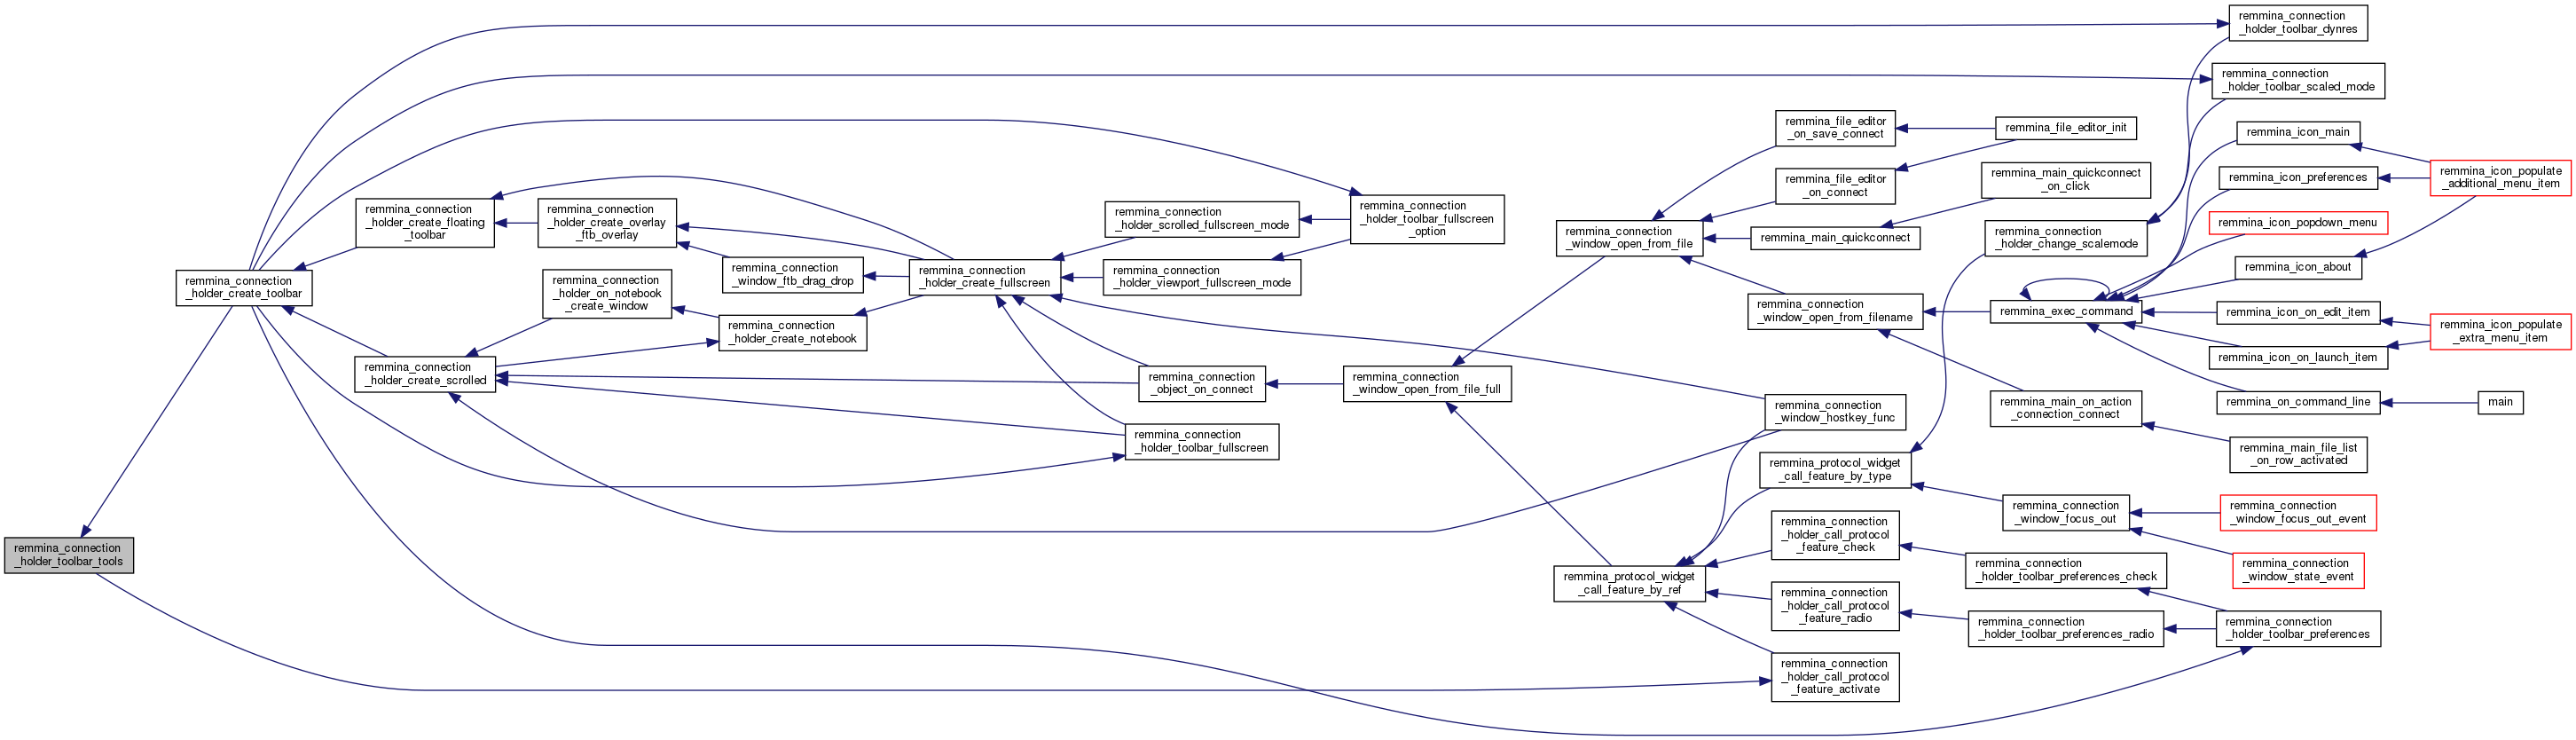 remmina_connection
_holder_toolbar_tools
remmina_connection
_holder_create_toolbar
remmina_connection
_holder_create_floating
_toolbar
remmina_connection
_holder_create_scrolled
remmina_connection
_holder_create_overlay
_ftb_overlay
remmina_connection
_holder_on_notebook
_create_window
remmina_connection
_window_ftb_drag_drop
remmina_connection
_holder_create_notebook
remmina_connection
_holder_create_fullscreen
remmina_connection
_holder_scrolled_fullscreen_mode
remmina_connection
_holder_viewport_fullscreen_mode
remmina_connection
_object_on_connect
remmina_connection
_holder_toolbar_fullscreen
remmina_connection
_holder_toolbar_fullscreen
_option
remmina_connection
_window_open_from_file_full
remmina_connection
_window_open_from_file
remmina_protocol_widget
_call_feature_by_ref
remmina_file_editor
_on_save_connect
remmina_file_editor
_on_connect
remmina_main_quickconnect
remmina_connection
_window_open_from_filename
remmina_connection
_window_hostkey_func
remmina_protocol_widget
_call_feature_by_type
remmina_connection
_holder_call_protocol
_feature_check
remmina_connection
_holder_call_protocol
_feature_radio
remmina_connection
_holder_call_protocol
_feature_activate
remmina_file_editor_init
remmina_main_quickconnect
_on_click
remmina_connection
_holder_change_scalemode
remmina_exec_command
remmina_main_on_action
_connection_connect
remmina_connection
_window_focus_out
remmina_connection
_holder_toolbar_preferences_check
remmina_connection
_holder_toolbar_preferences_radio
remmina_connection
_holder_toolbar_dynres
remmina_connection
_holder_toolbar_scaled_mode
remmina_icon_main
remmina_icon_preferences
remmina_icon_popdown_menu
remmina_icon_about
remmina_icon_on_edit_item
remmina_icon_on_launch_item
remmina_on_command_line
remmina_main_file_list
_on_row_activated
remmina_connection
_window_focus_out_event
remmina_connection
_window_state_event
remmina_connection
_holder_toolbar_preferences
remmina_icon_populate
_additional_menu_item
remmina_icon_populate
_extra_menu_item
main